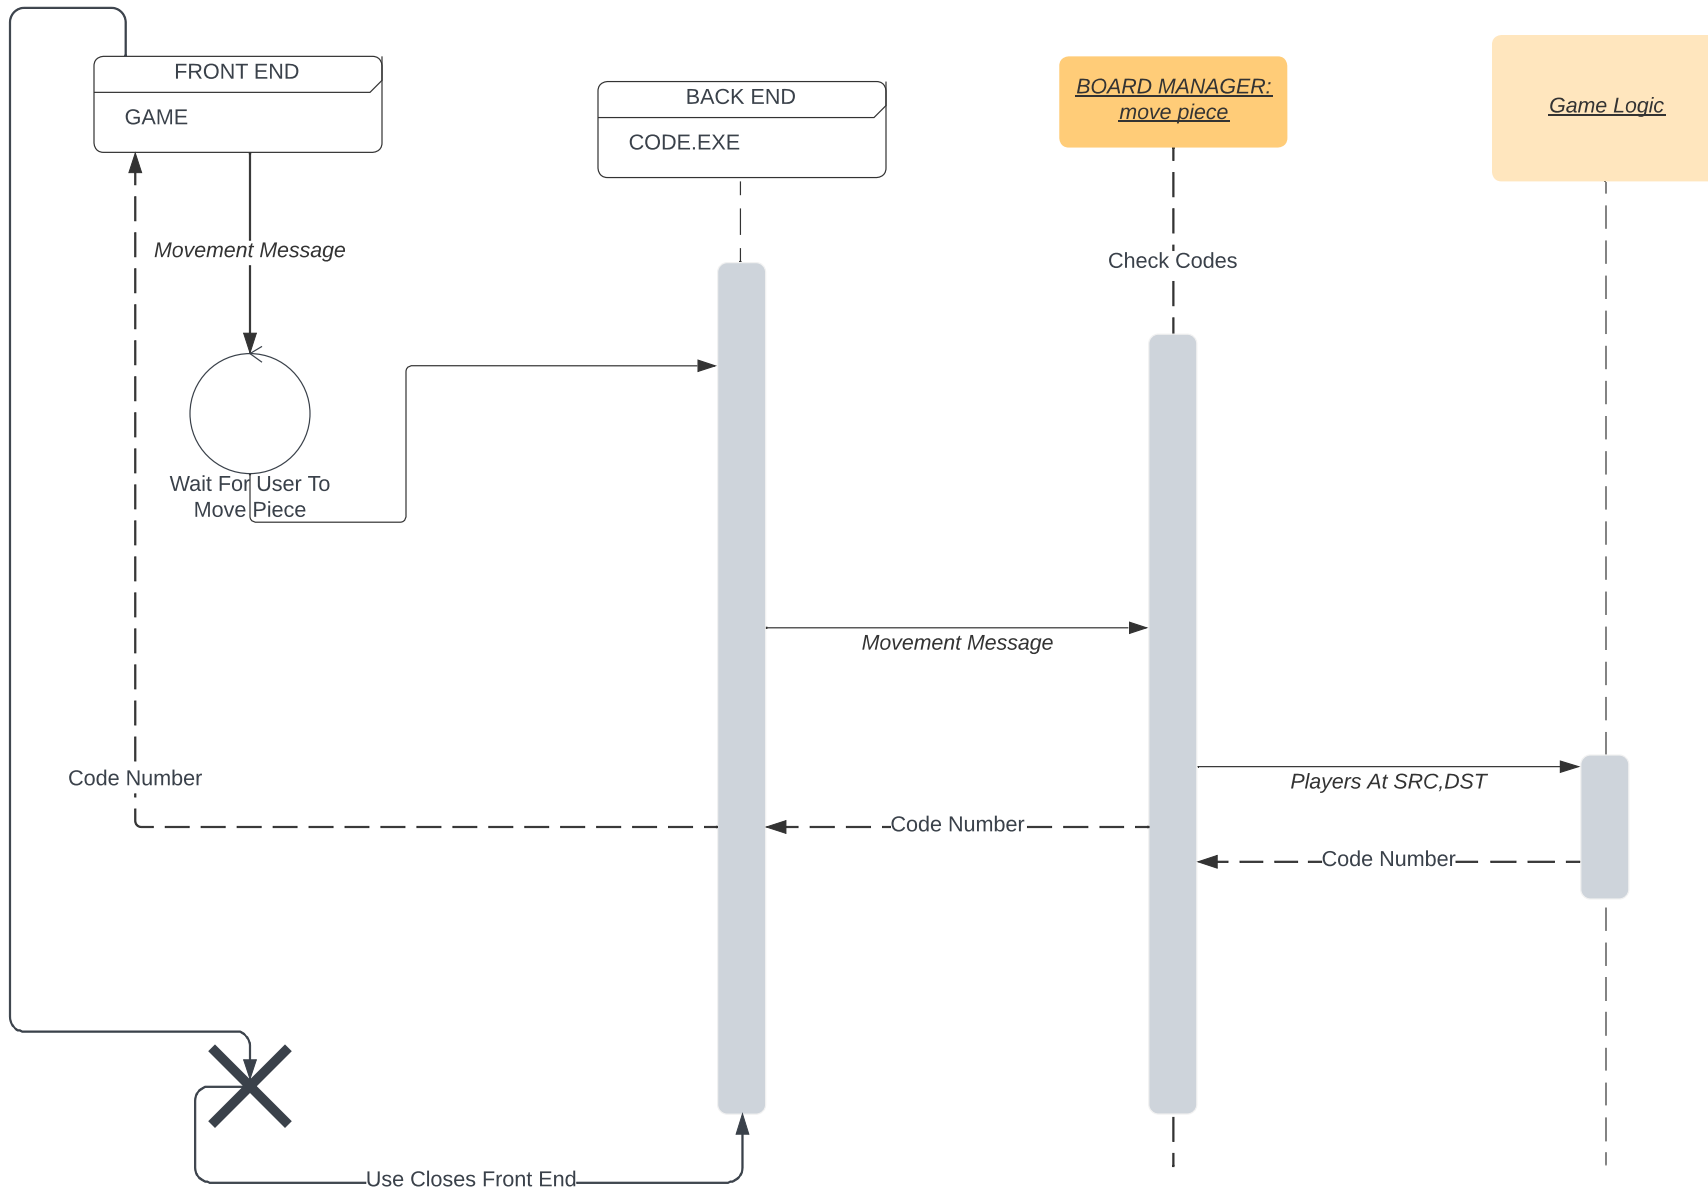 FRONT END
GAME
BACK END
CODE.EXE
BOARD MANAGER:
move piece
Game Logic
Movement Message
Check Codes
Wait For User To
Move Piece
Movement Message
Code Number
Players At SRC,DST
Code Number
Code Number
Use Closes Front End